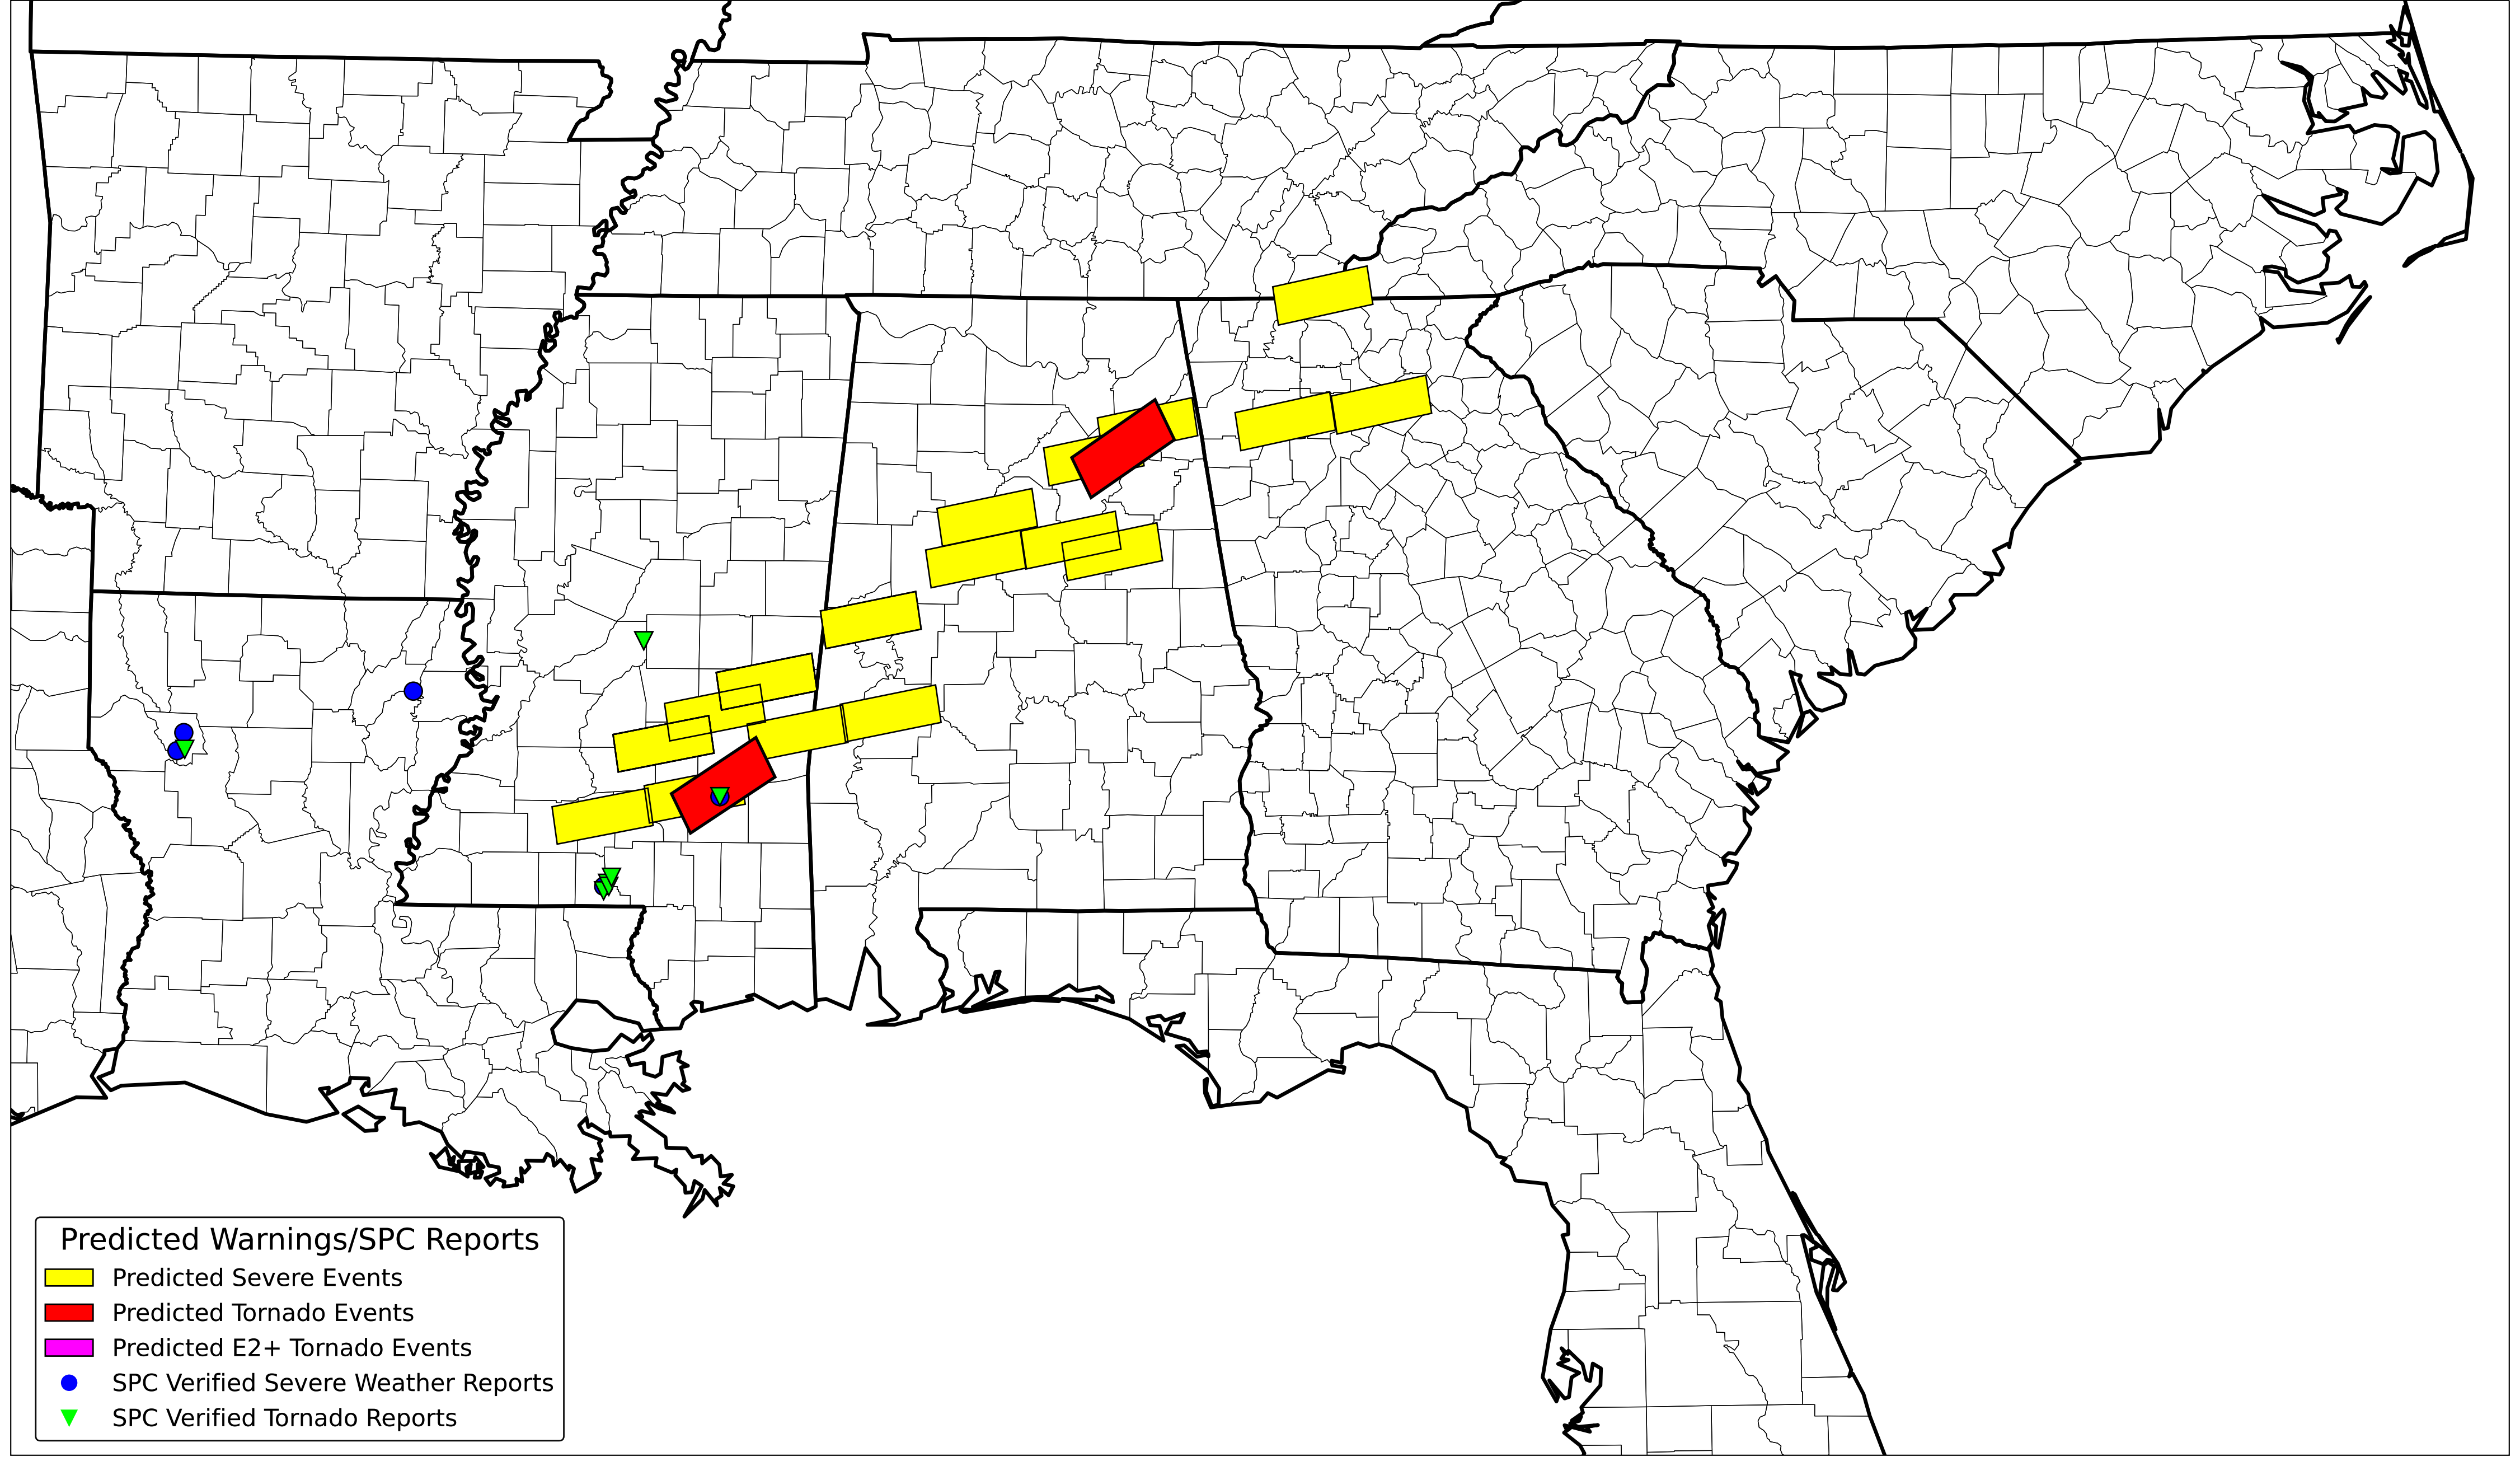 Predicted Warnings/SPC Reports
Predicted Severe Events
Predicted Tornado Events
Predicted E2+ Tornado Events
SPC Verified Severe Weather Reports
SPC Verified Tornado Reports